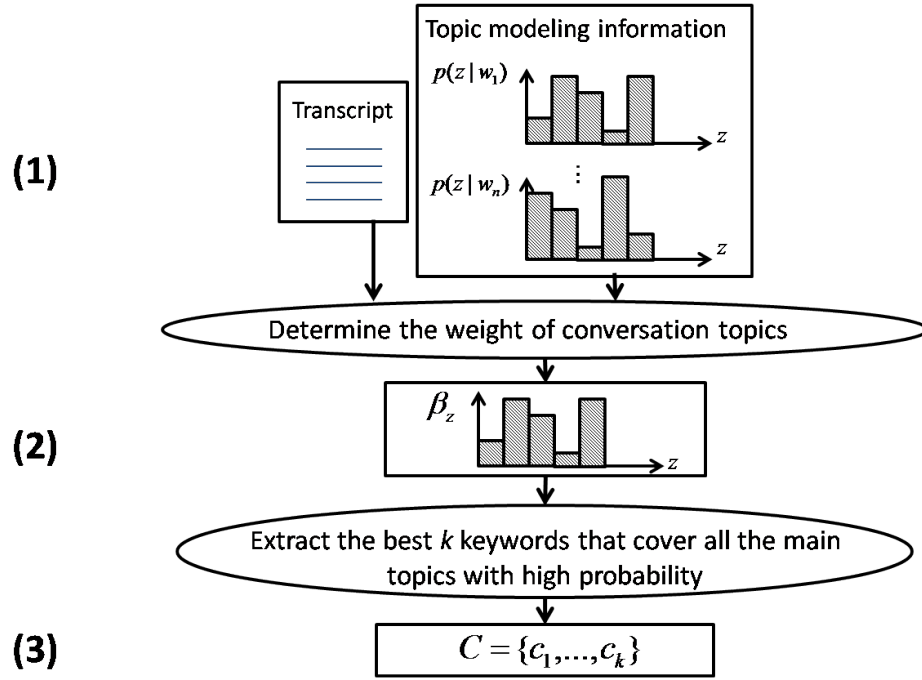 Topic modeling information
p(z | w₁)
z
Transcript
(1)
⋮
p(z | wₙ)
z
Determine the weight of conversation topics
β_z
z
(2)
Extract the best k keywords that cover all the main
topics with high probability
(3)
C = {c₁,...,cₖ}